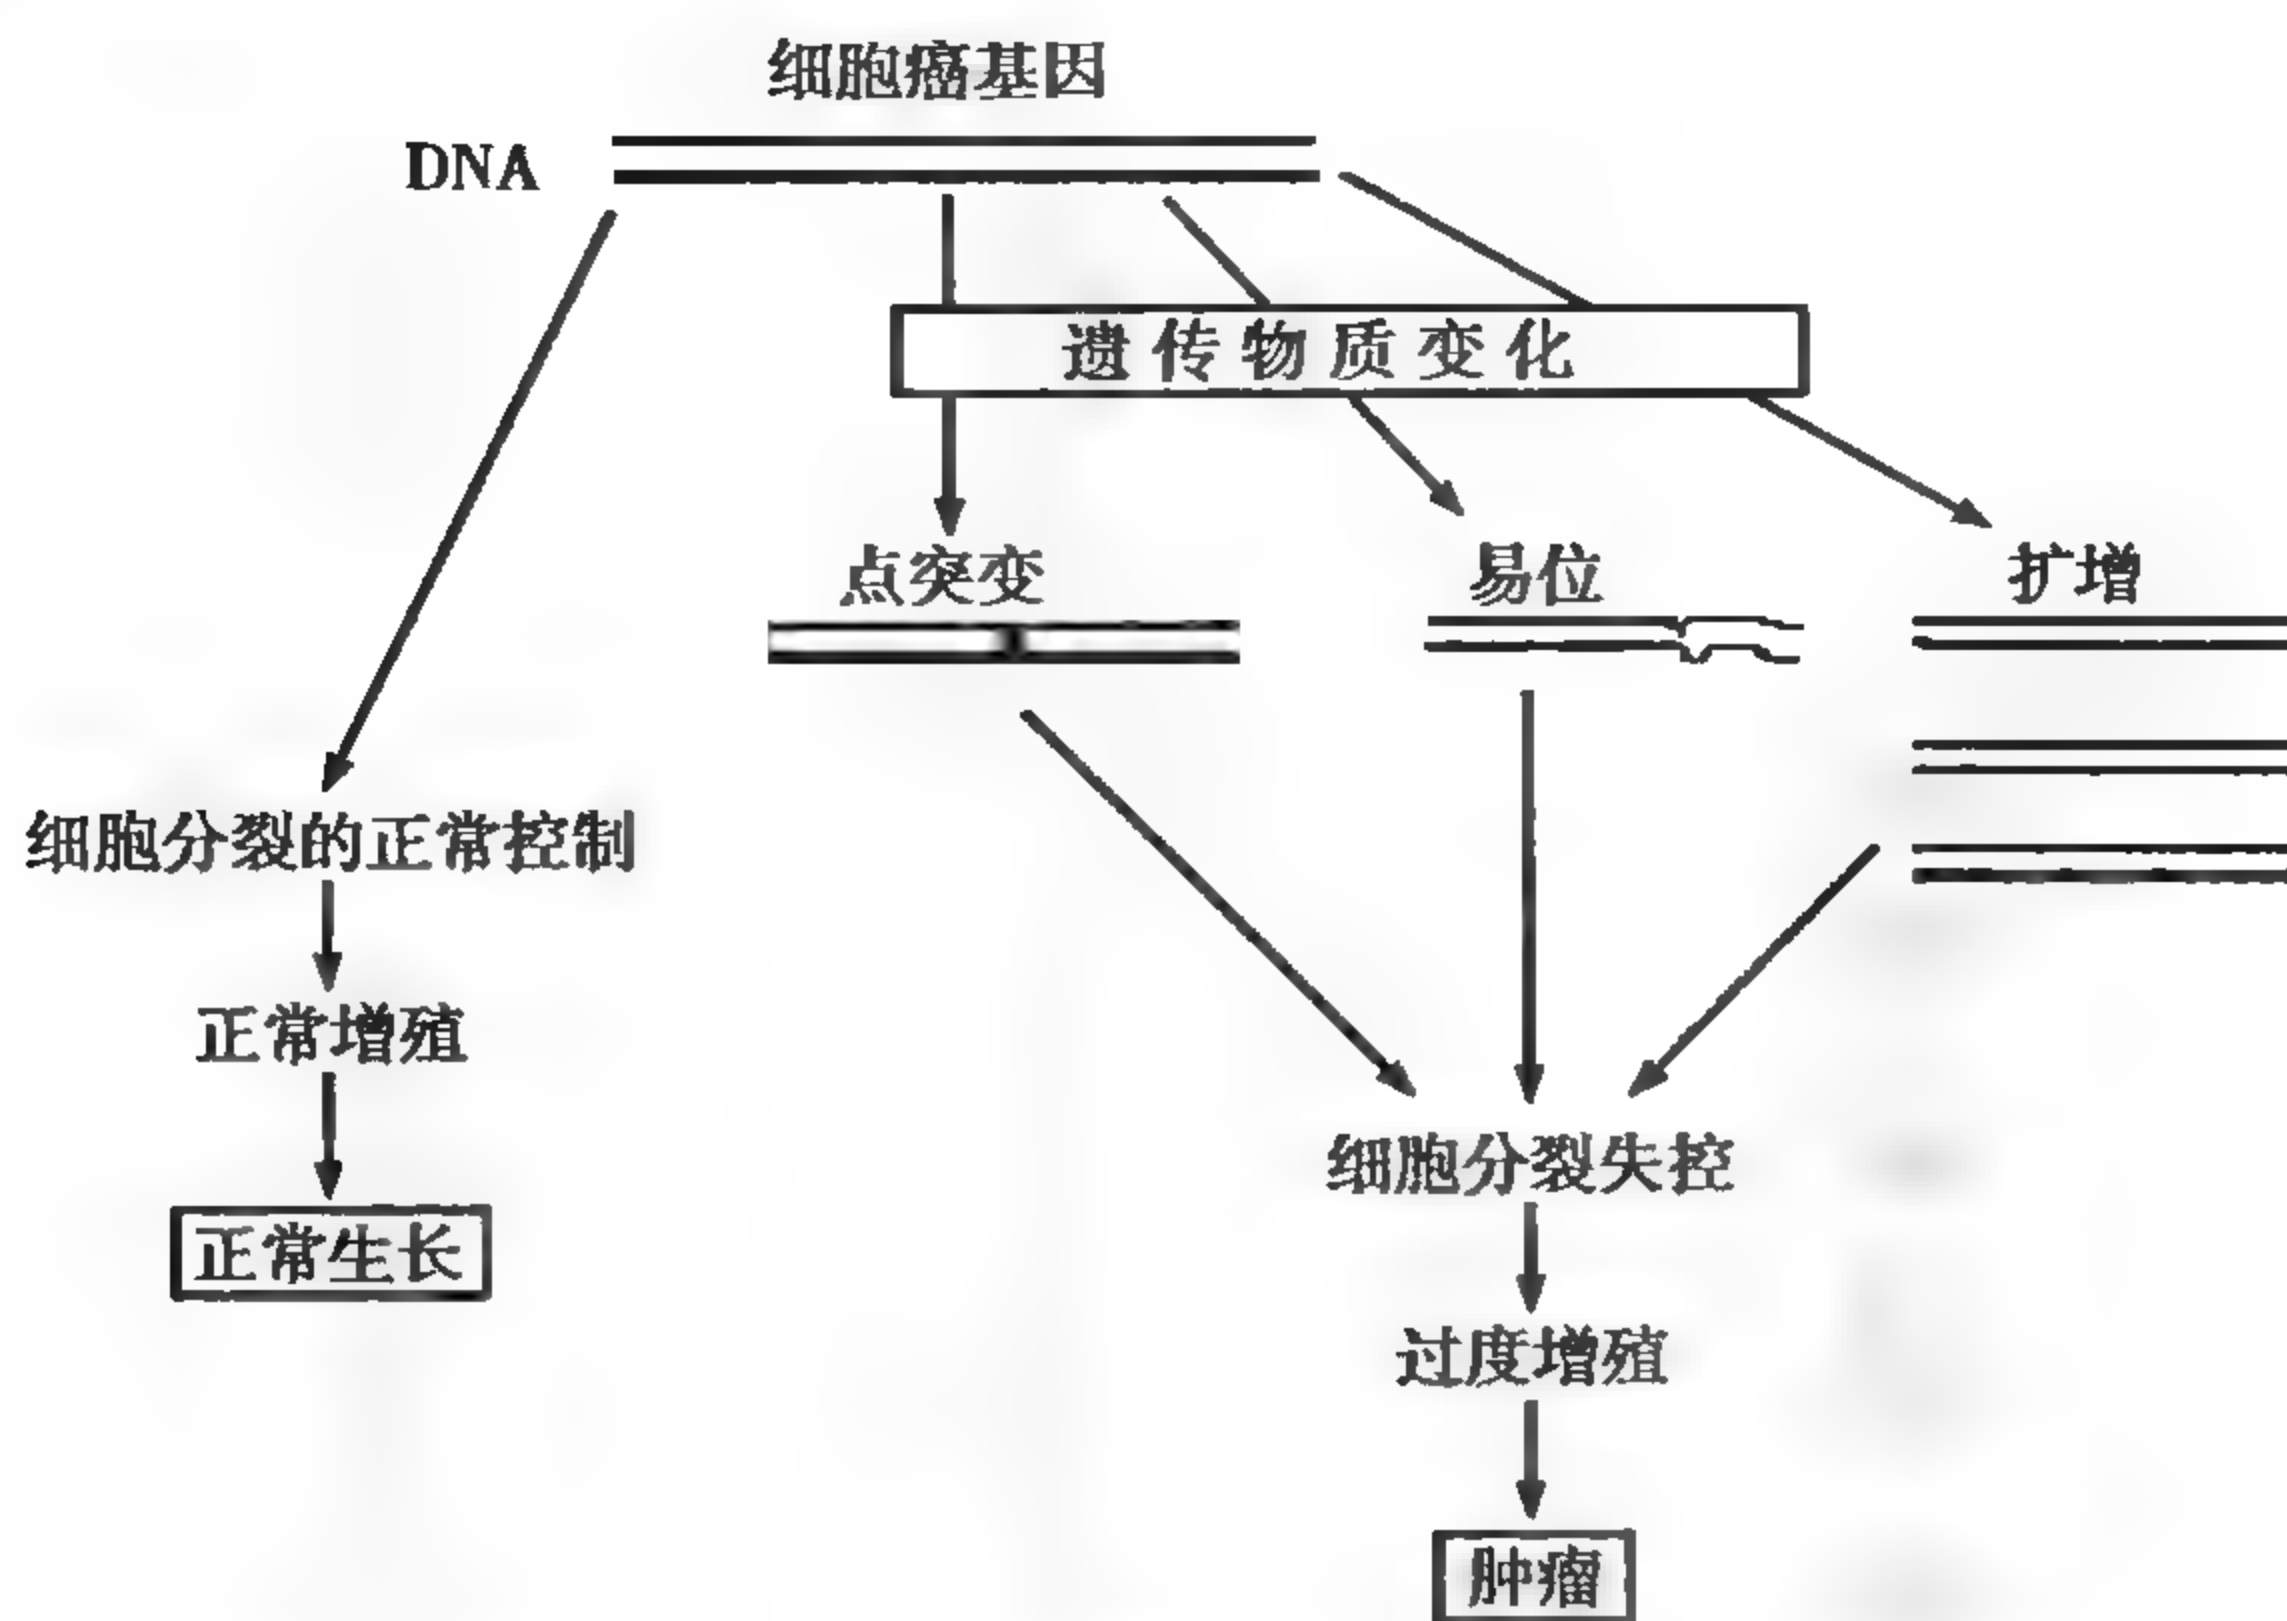 细胞癌基因
DNA
遗传物质变化
点突变
易位
扩增
细胞分裂的正常控制
正常增殖
细胞分裂失控
正常生长
过度增殖
肿瘤